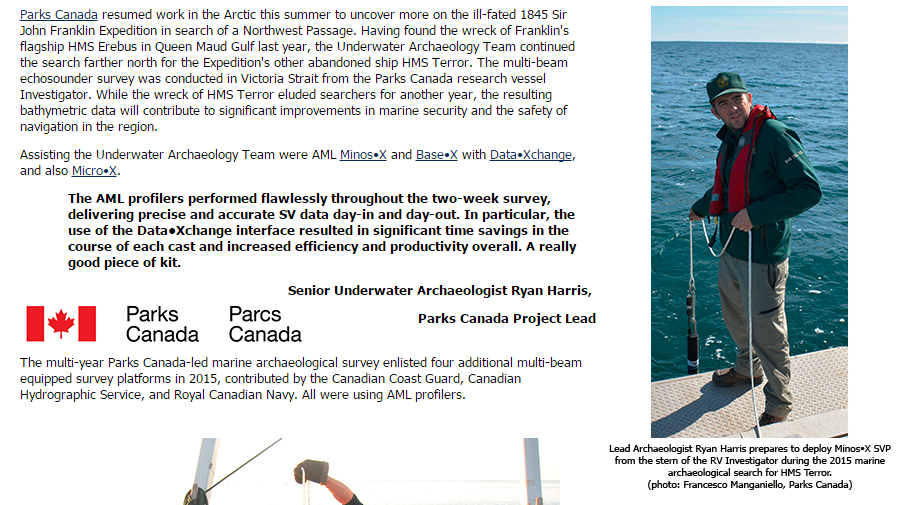 Parks Canada resumed work in the Arctic this summer to uncover more on the ill-fated 1845 Sir
John Franklin Expedition in search of a Northwest Passage. Having found the wreck of Franklin's
flagship HMS Erebus in Queen Maud Gulf last year, the Underwater Archaeology Team continued
the search farther north for the Expedition's other abandoned ship HMS Terror. The multi-beam
echosounder survey was conducted in Victoria Strait from the Parks Canada research vessel
Investigator. While the wreck of HMS Terror eluded searchers for another year, the resulting
bathymetric data will contribute to significant improvements in marine security and the safety of
navigation in the region.
Assisting the Underwater Archaeology Team were AML Minos•X and Base•X with Data•Xchange,
and also Micro•X.
The AML profilers performed flawlessly throughout the two-week survey,
delivering precise and accurate SV data day-in and day-out. In particular, the
use of the Data•Xchange interface resulted in significant time savings in the
course of each cast and increased efficiency and productivity overall. A really
good piece of kit.
Senior Underwater Archaeologist Ryan Harris,
Parks Canada Project Lead
Parks
Canada
Parcs
Canada
The multi-year Parks Canada-led marine archaeological survey enlisted four additional multi-beam
equipped survey platforms in 2015, contributed by the Canadian Coast Guard, Canadian
Hydrographic Service, and Royal Canadian Navy. All were using AML profilers.
Lead Archaeologist Ryan Harris prepares to deploy Minos•X SVP
from the stern of the RV Investigator during the 2015 marine
archaeological search for HMS Terror.
(photo: Francesco Manganiello, Parks Canada)